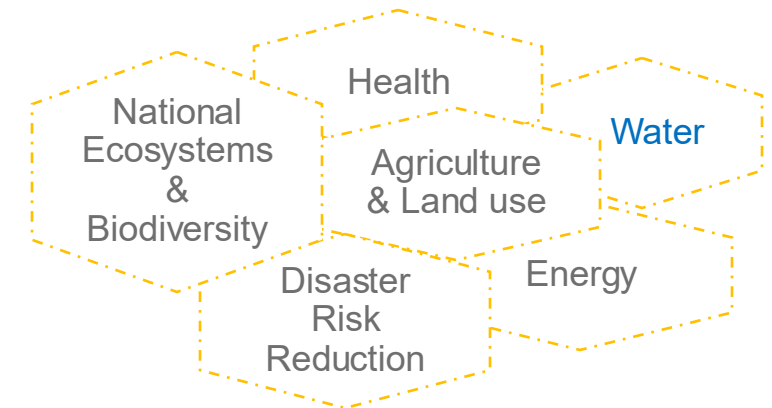 Health
National
Ecosystems
&
Biodiversity
Water
Agriculture
& Land use
Disaster
Risk
Reduction
Energy